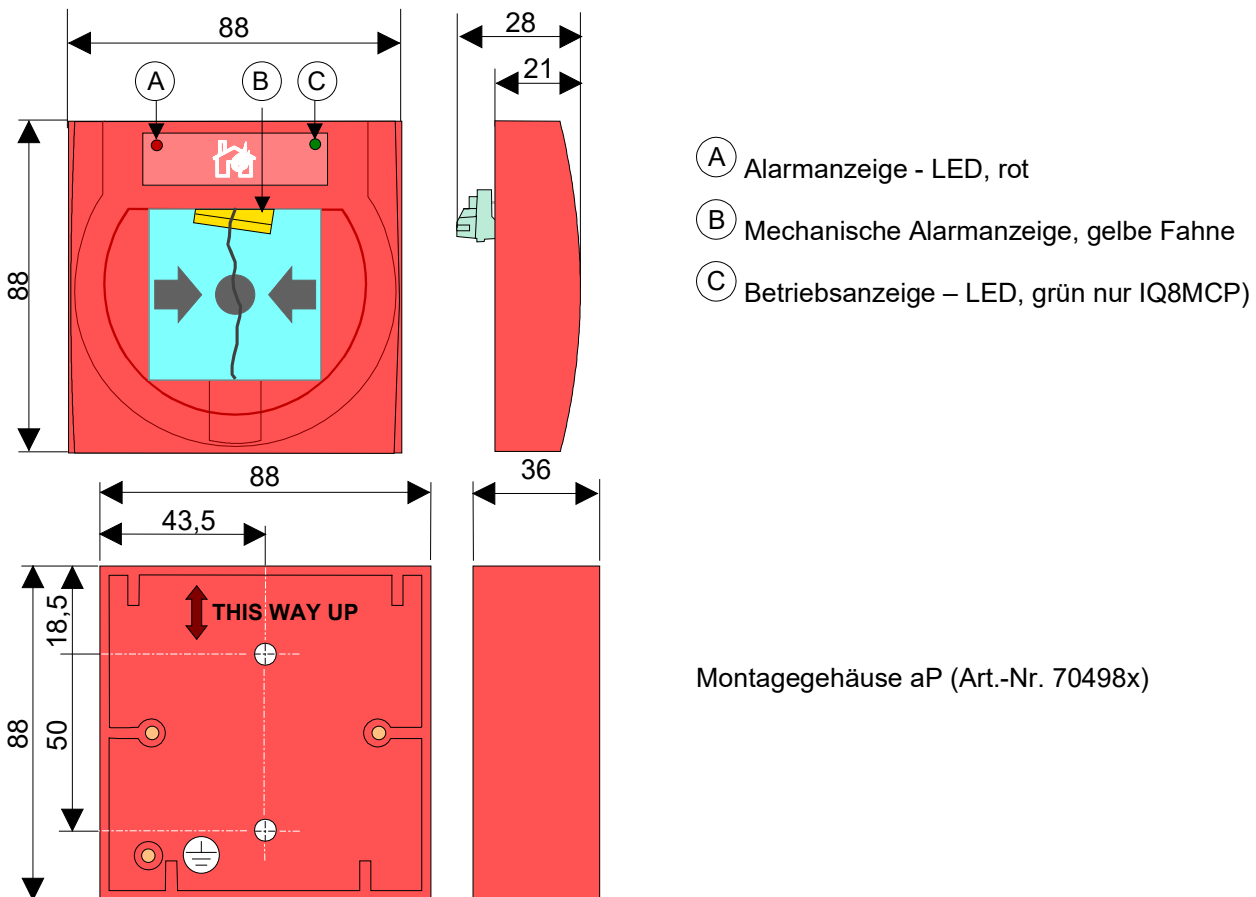 88
28
21
A
B
C
88
A Alarmanzeige - LED, rot
B Mechanische Alarmanzeige, gelbe Fahne
C Betriebsanzeige – LED, grün nur IQ8MCP)
88
36
43,5
18,5
THIS WAY UP
88
50
Montagegehäuse aP (Art.-Nr. 70498x)